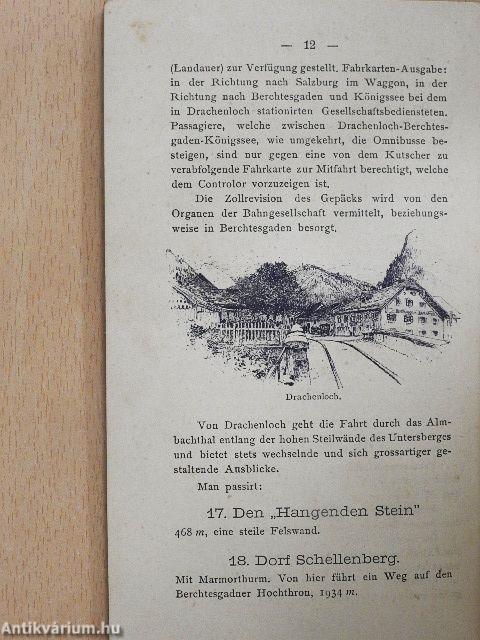 — 12 —
(Landauer) zur Verfügung gestellt. Fahrkarten-Ausgabe:
in der Richtung nach Salzburg im Waggon, in der
Richtung nach Berchtesgaden und Königssee bei dem
in Drachenloch stationirten Gesellschaftsbediensteten.
Passagiere, welche zwischen Drachenloch-Berchtes-
gaden-Königssee, wie umgekehrt, die Omnibusse be-
steigen, sind nur gegen eine von dem Kutscher zu
verabfolgende Fahrkarte zur Mitfahrt berechtigt, welche
dem Controlor vorzuzeigen ist.
Die Zollrevision des Gepäcks wird von den
Organen der Bahngesellschaft vermittelt, beziehungs-
weise in Berchtesgaden besorgt.
Drachenloch.
Von Drachenloch geht die Fahrt durch das Alm-
bachthal entlang der hohen Steilwände des Untersberges
und bietet stets wechselnde und sich grossartiger ge-
staltende Ausblicke.
Man passirt:
17. Den „Hangenden Stein"
468 m, eine steile Felswand.
18. Dorf Schellenberg.
Mit Marmorthurm. Von hier führt ein Weg auf den
Berchtesgadner Hochthron, 1934 m.
Antikvárium.hu